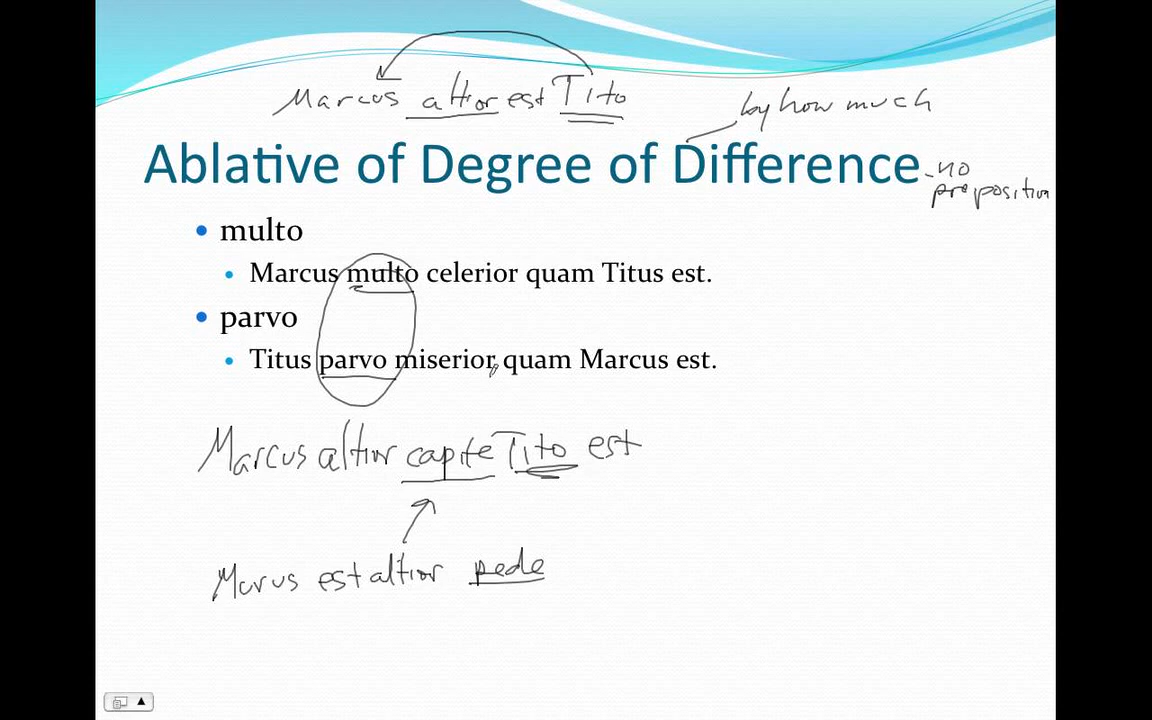 Marcus altior est Tito
by how much
Ablative of Degree of Difference
-no
preposition
• multo
• Marcus multo celerior quam Titus est.
• parvo
• Titus parvo miserior, quam Marcus est.
Marcus altior capite Tito est
Marcus est altior pede